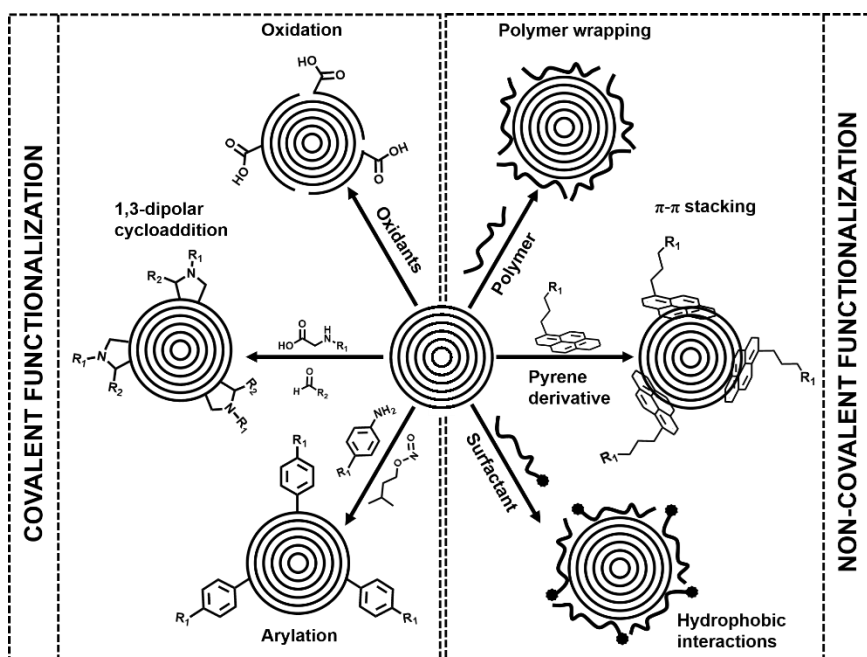 COVALENT FUNCTIONALIZATION
Oxidation
HO
O
O
HO
O
OH
Oxidants
1,3-dipolar
cycloaddition
R1
N
R2
R1
N
R2
R2
N
R1
O
HO
H
N
R1
O
H
R2
NH2
R1
O
N
O
R1
R1
R1
Arylation
Polymer wrapping
Polymer
π-π stacking
R1
R1
R1
R1
Pyrene
derivative
Surfactant
Hydrophobic
interactions
NON-COVALENT FUNCTIONALIZATION